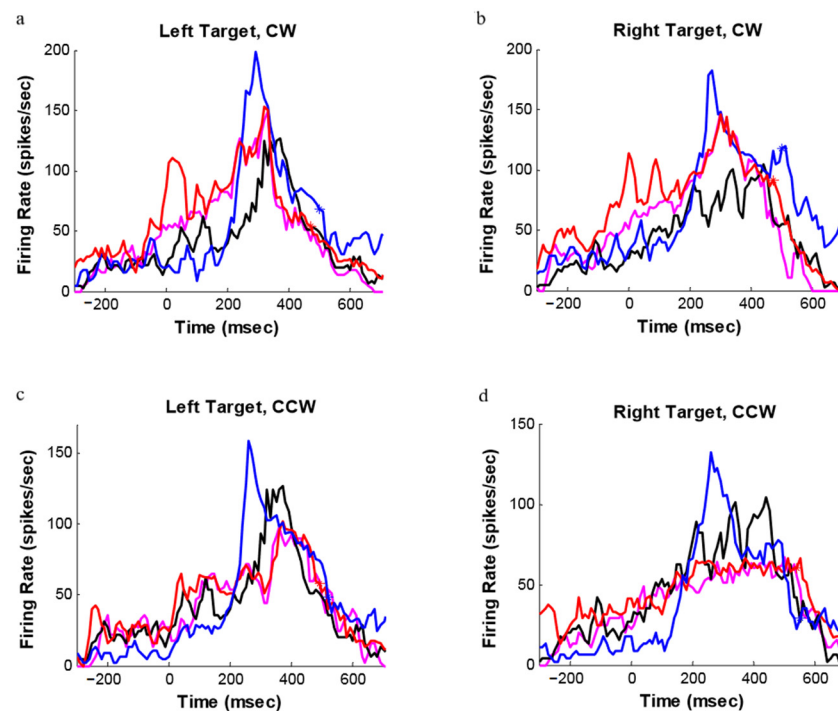 a
Left Target, CW
200
150
100
50
0
Firing Rate (spikes/sec)
−200 0 200 400 600
Time (msec)
b
Right Target, CW
200
150
100
50
0
Firing Rate (spikes/sec)
−200 0 200 400 600
Time (msec)
c
Left Target, CCW
150
100
50
0
Firing Rate (spikes/sec)
−200 0 200 400 600
Time (msec)
d
Right Target, CCW
150
100
50
0
Firing Rate (spikes/sec)
−200 0 200 400 600
Time (msec)